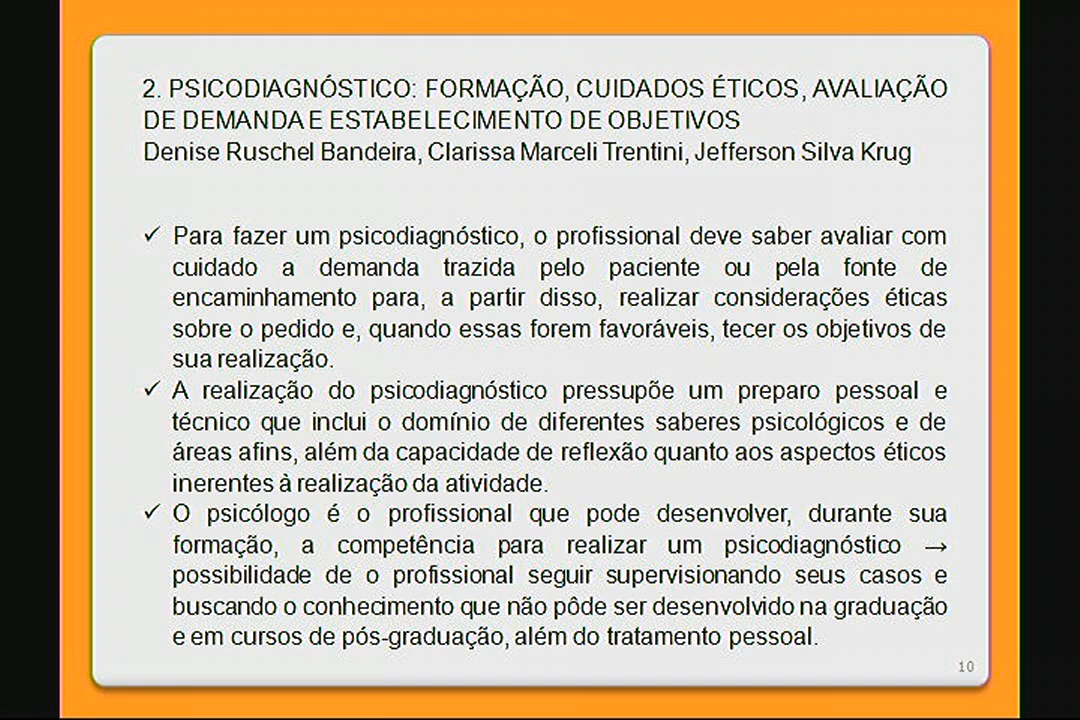 2. PSICODIAGNÓSTICO: FORMAÇÃO, CUIDADOS ÉTICOS, AVALIAÇÃO
DE DEMANDA E ESTABELECIMENTO DE OBJETIVOS
Denise Ruschel Bandeira, Clarissa Marceli Trentini, Jefferson Silva Krug
✓ Para fazer um psicodiagnóstico, o profissional deve saber avaliar com
cuidado a demanda trazida pelo paciente ou pela fonte de
encaminhamento para, a partir disso, realizar considerações éticas
sobre o pedido e, quando essas forem favoráveis, tecer os objetivos de
sua realização.
✓ A realização do psicodiagnóstico pressupõe um preparo pessoal e
técnico que inclui o domínio de diferentes saberes psicológicos e de
áreas afins, além da capacidade de reflexão quanto aos aspectos éticos
inerentes à realização da atividade.
✓ O psicólogo é o profissional que pode desenvolver, durante sua
formação, a competência para realizar um psicodiagnóstico →
possibilidade de o profissional seguir supervisionando seus casos e
buscando o conhecimento que não pôde ser desenvolvido na graduação
e em cursos de pós-graduação, além do tratamento pessoal.
10